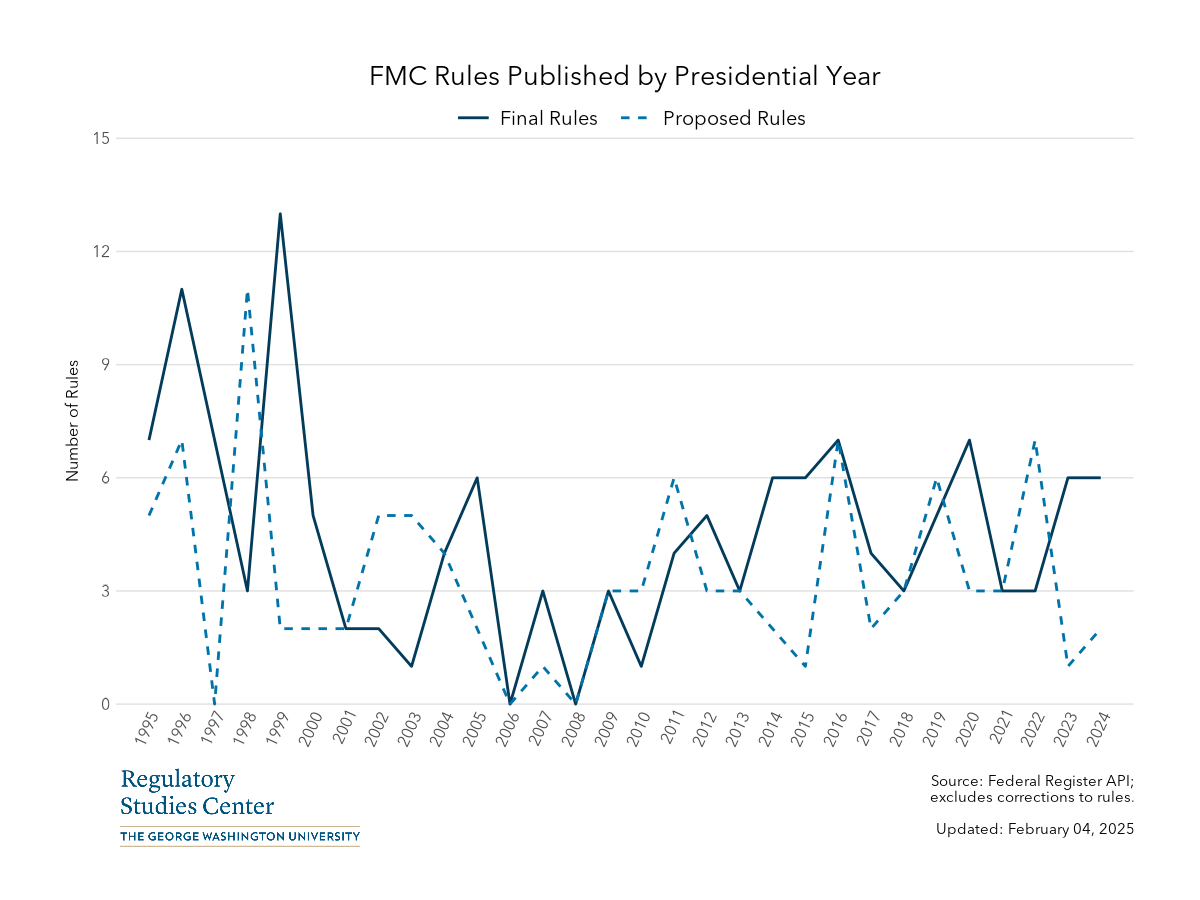 FMC Rules Published by Presidential Year
Final Rules Proposed Rules
15
12
9
6
3
0
Number of Rules
1995 1996 1997 1998 1999 2000 2001 2002 2003 2004 2005 2006 2007 2008 2009 2010 2011 2012 2013 2014 2015 2016 2017 2018 2019 2020 2021 2022 2023 2024
Regulatory
Studies Center
THE GEORGE WASHINGTON UNIVERSITY
Source: Federal Register API;
excludes corrections to rules.
Updated: February 04, 2025